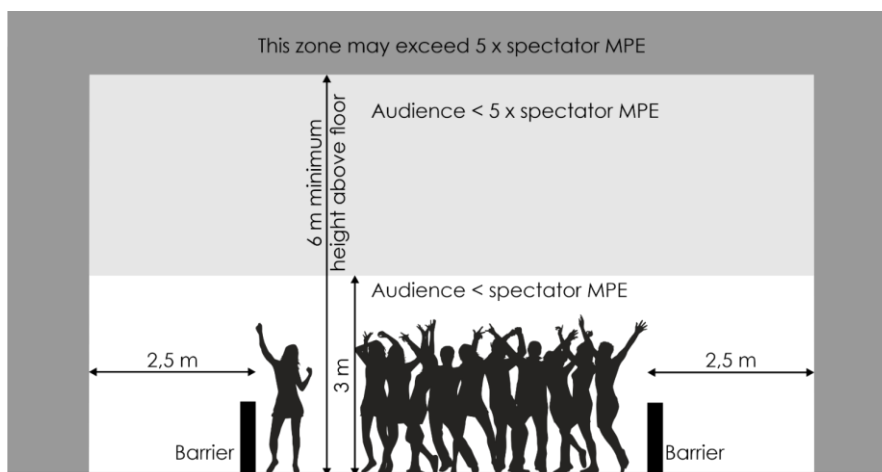 This zone may exceed 5 x spectator MPE
Audience < 5 x spectator MPE
6 m minimum
height above floor
Audience < spectator MPE
2,5 m
3 m
2,5 m
Barrier
Barrier